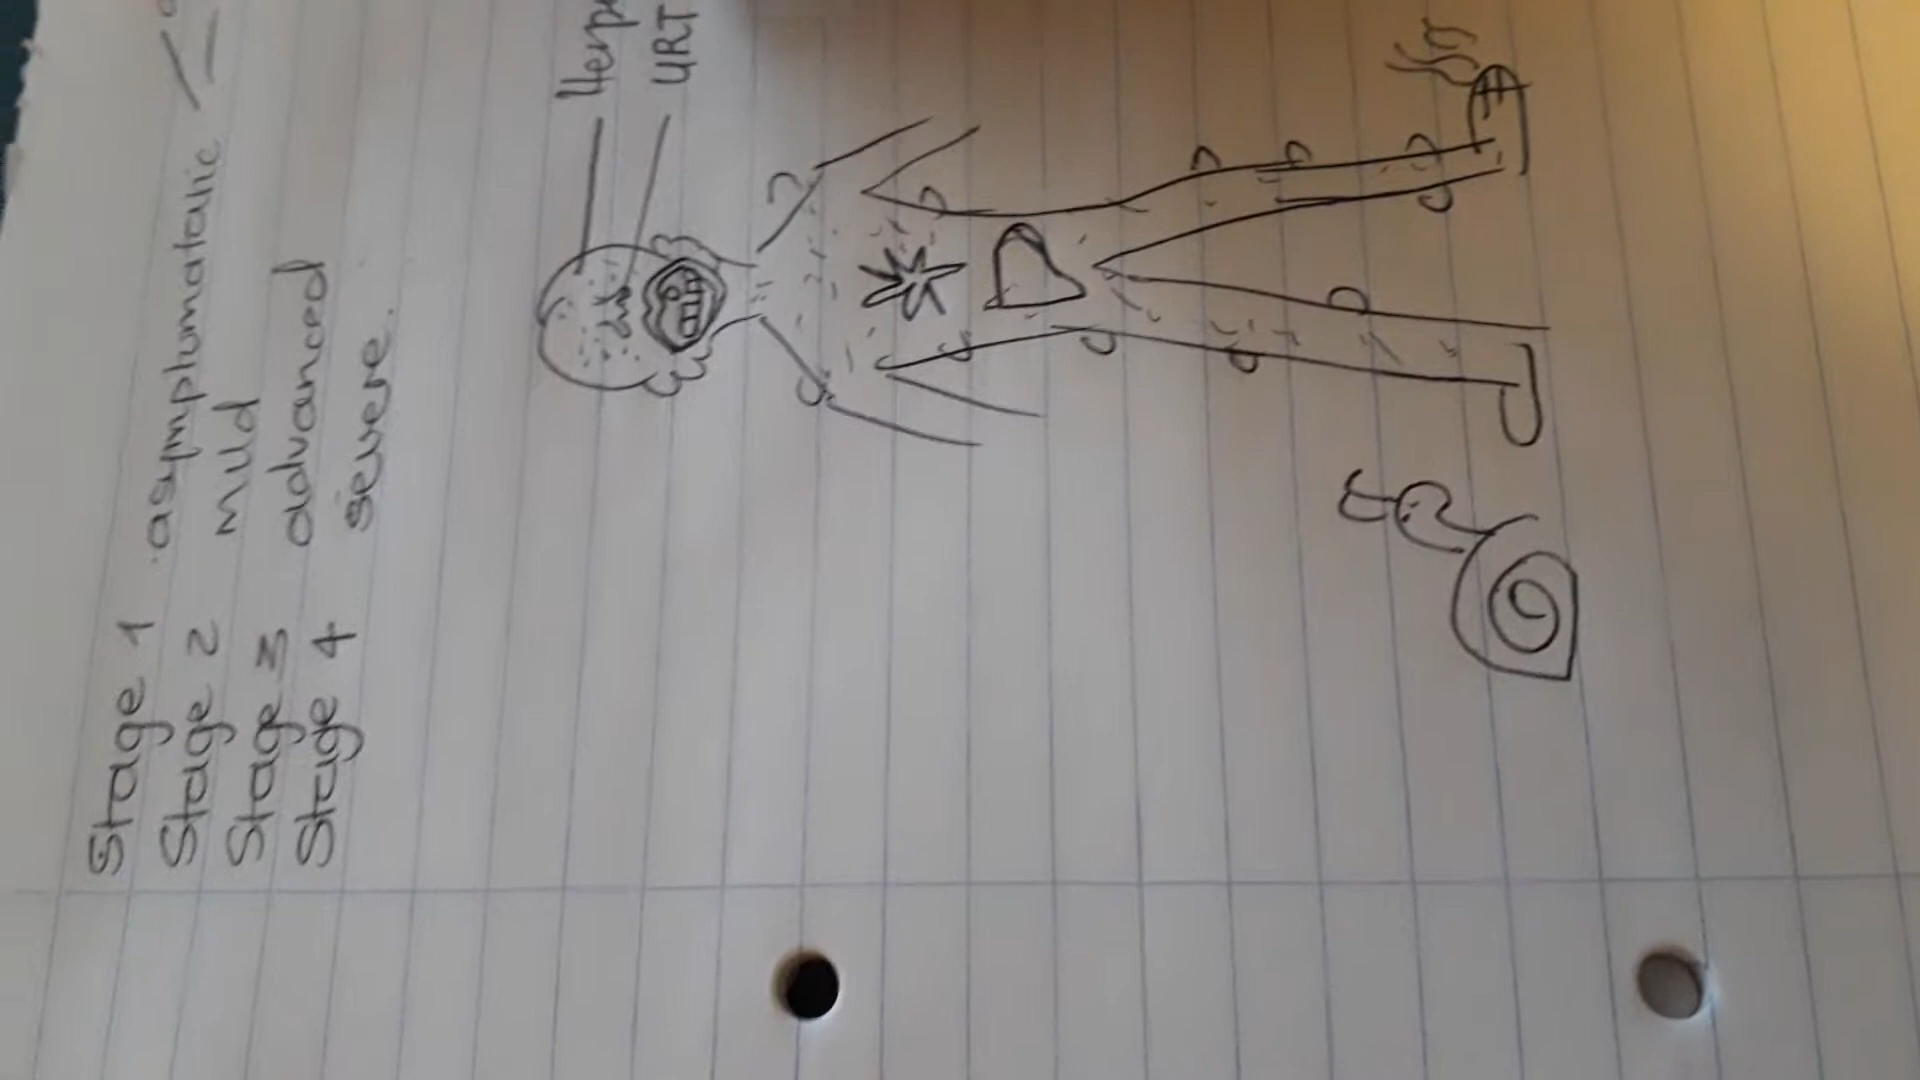 Stage 1 asymptomatic
Stage 2 mild
Stage 3 advanced
Stage 4 severe.
URT